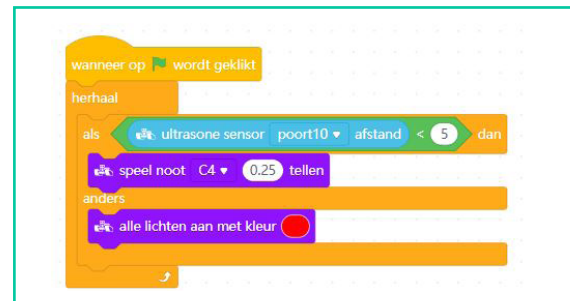 wanneer op wordt geklikt
herhaal
als ultrasone sensor poort10 afstand < 5 dan
speel noot C4 0.25 tellen
anders
alle lichten aan met kleur